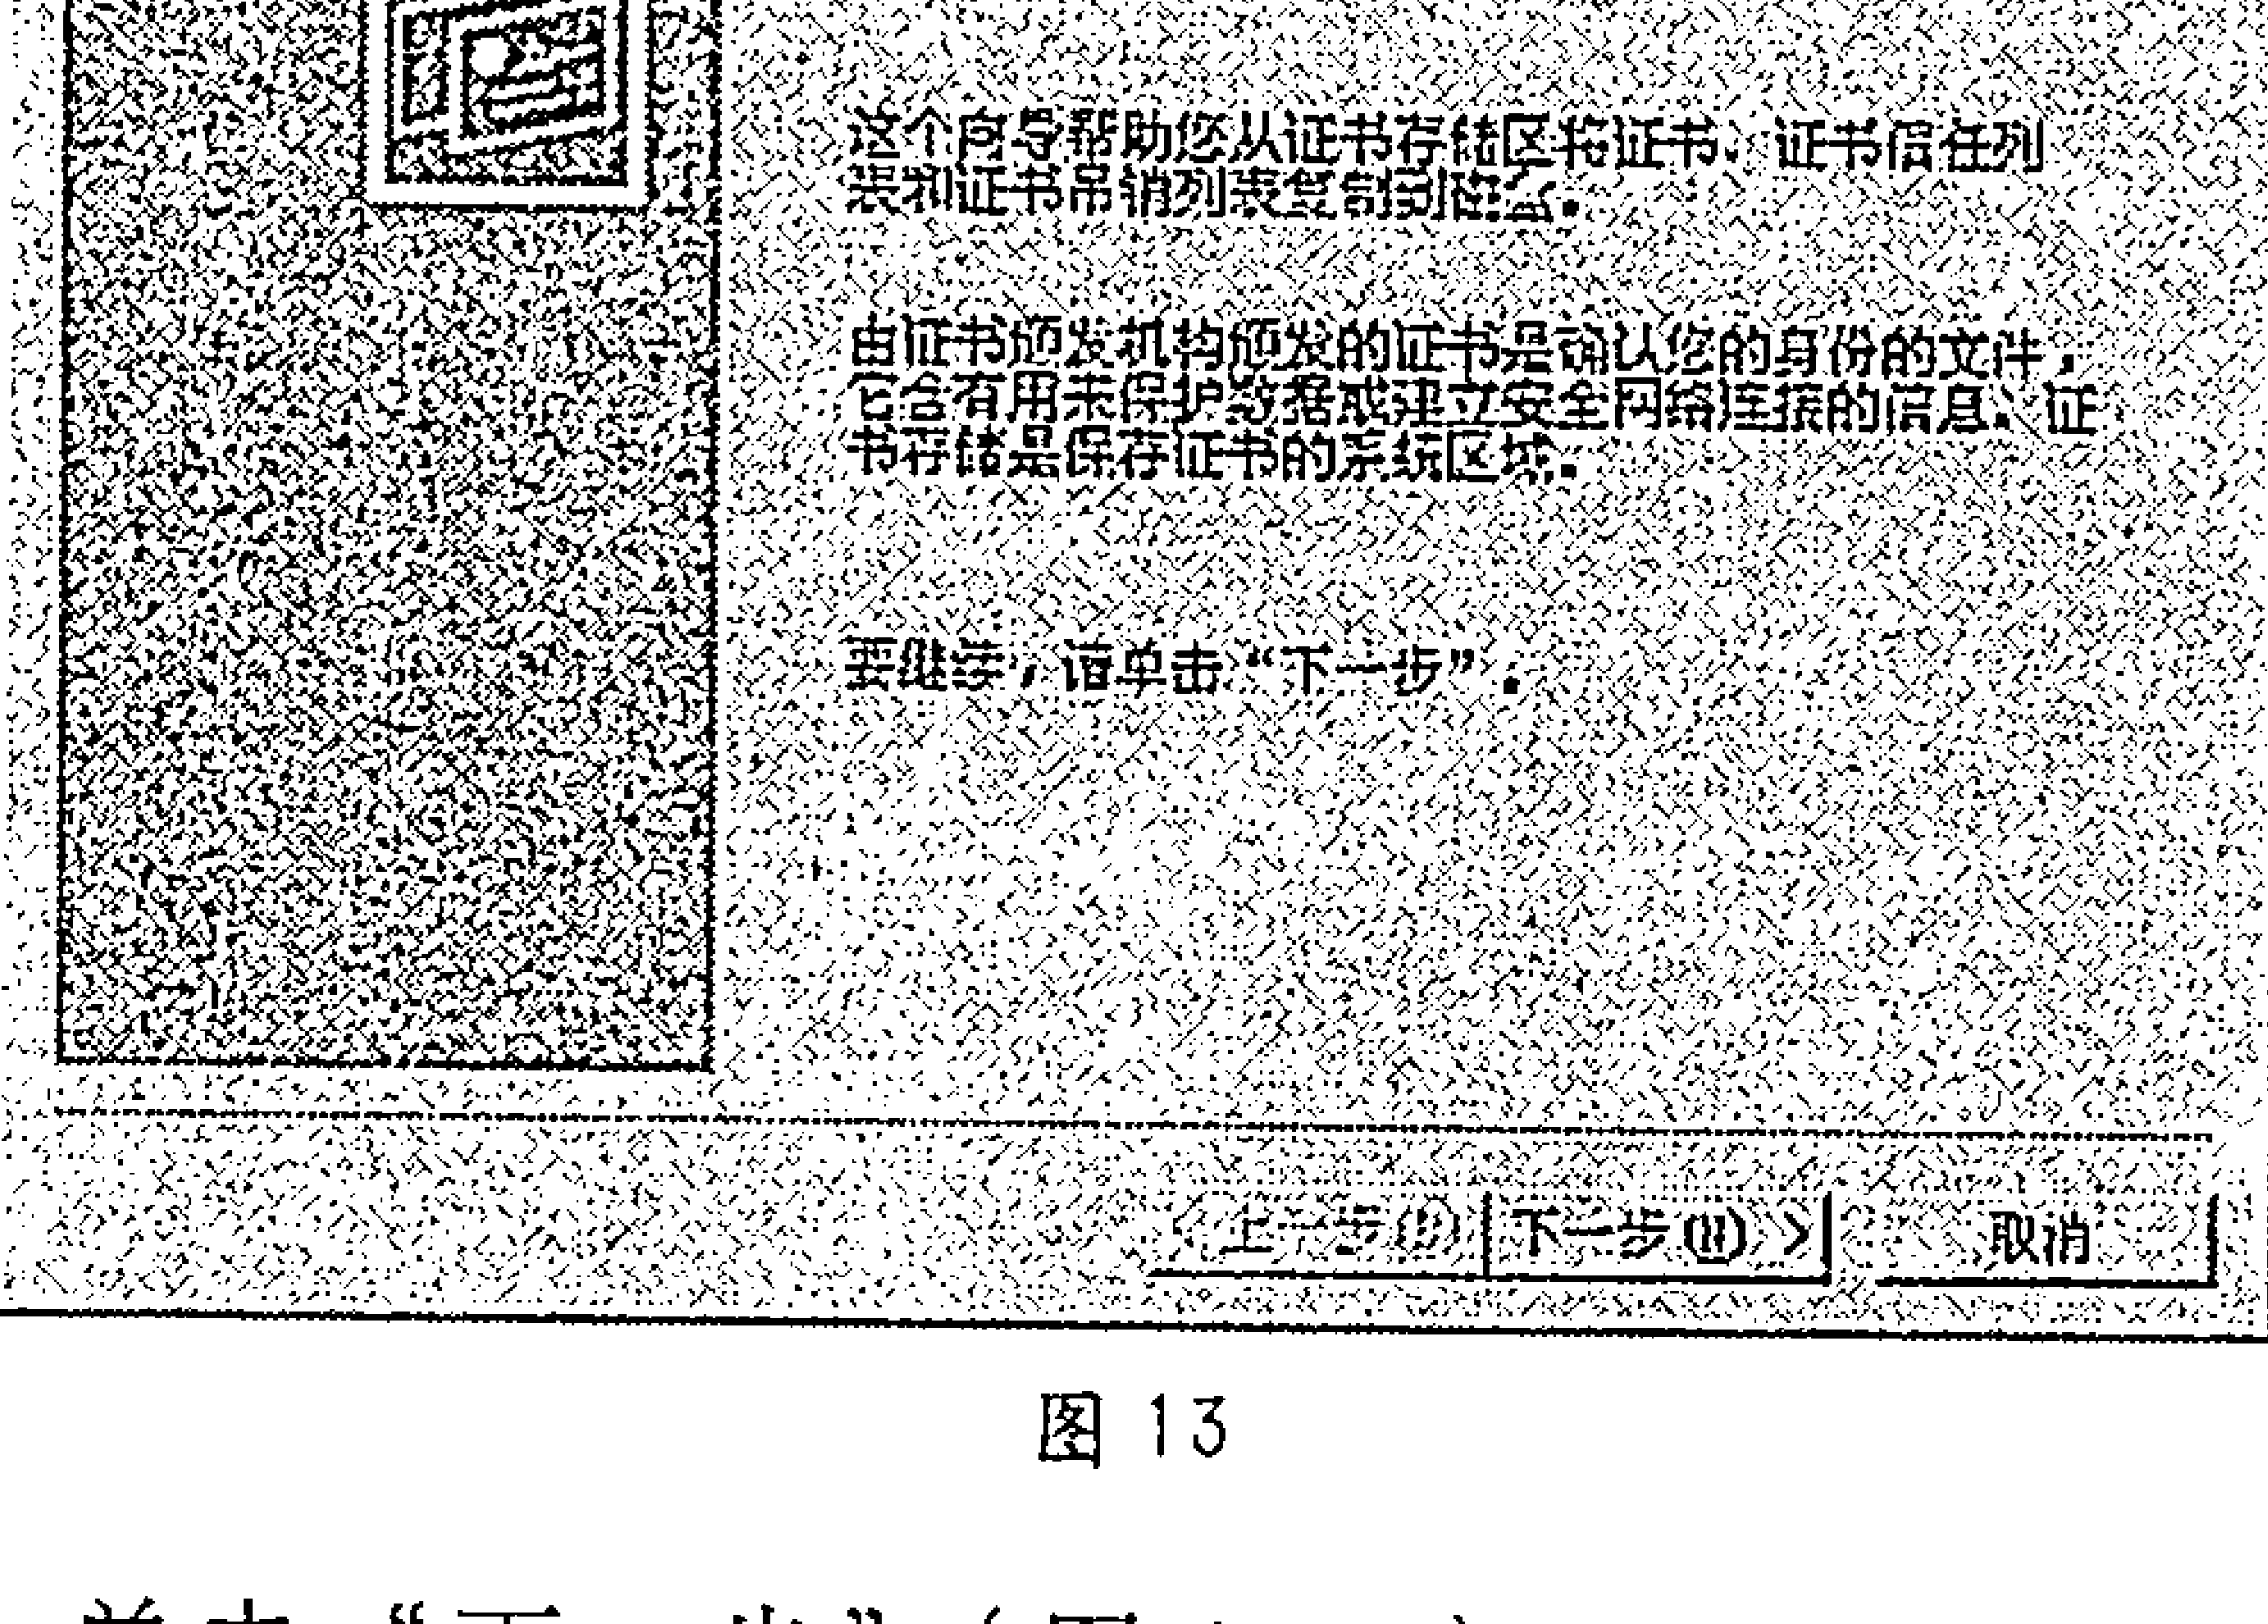 这个向导帮助您从证书存储区将证书、证书信任列
表和证书吊销列表复制到磁盘。
由证书颁发机构颁发的证书是确认您的身份的文件，
它含有用来保护数据或建立安全网络连接的信息。证
书存储是保存证书的系统区域。
要继续，请单击“下一步”。
< 上一步(B) 下一步(N) > 取消
图 13